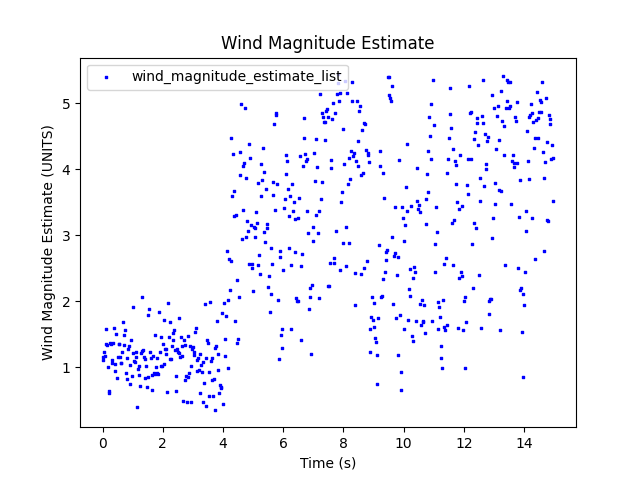 Wind Magnitude Estimate
wind_magnitude_estimate_list
Wind Magnitude Estimate (UNITS)
5
4
3
2
1
0 2 4 6 8 10 12 14
Time (s)